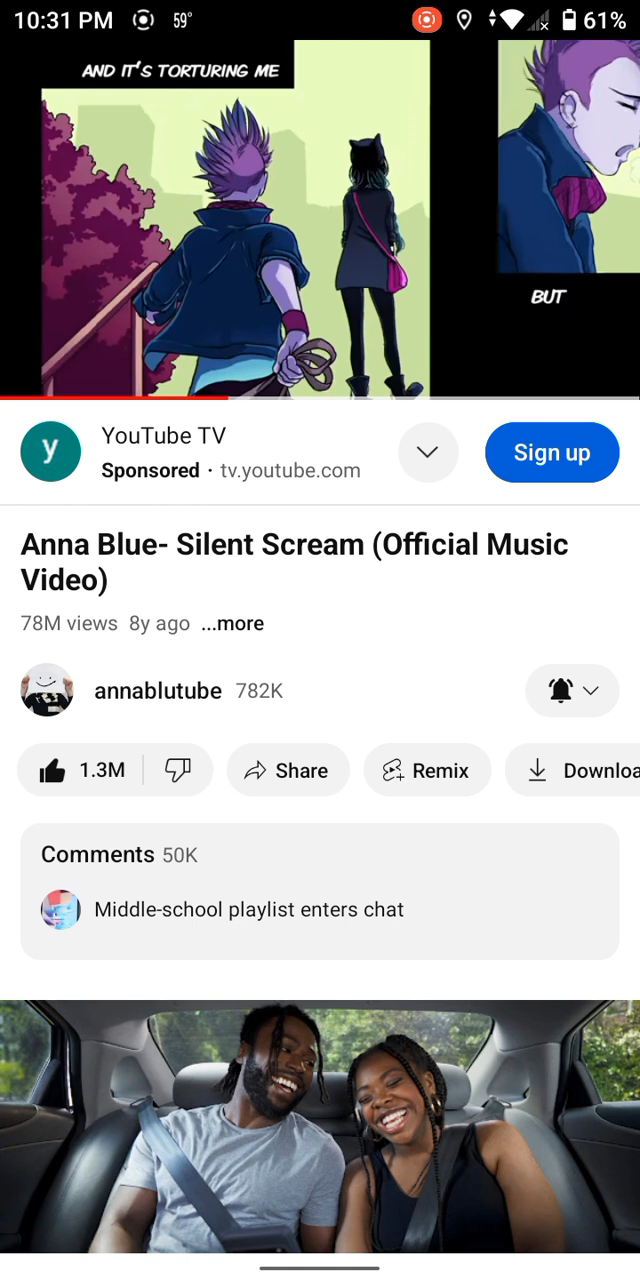 10:31 PM 59° 61%
AND IT'S TORTURING ME
BUT
y
YouTube TV
Sponsored · tv.youtube.com
Sign up
Anna Blue- Silent Scream (Official Music
Video)
78M views 8y ago ...more
annablutube 782K
1.3M Share Remix Downloa
Comments 50K
Middle-school playlist enters chat